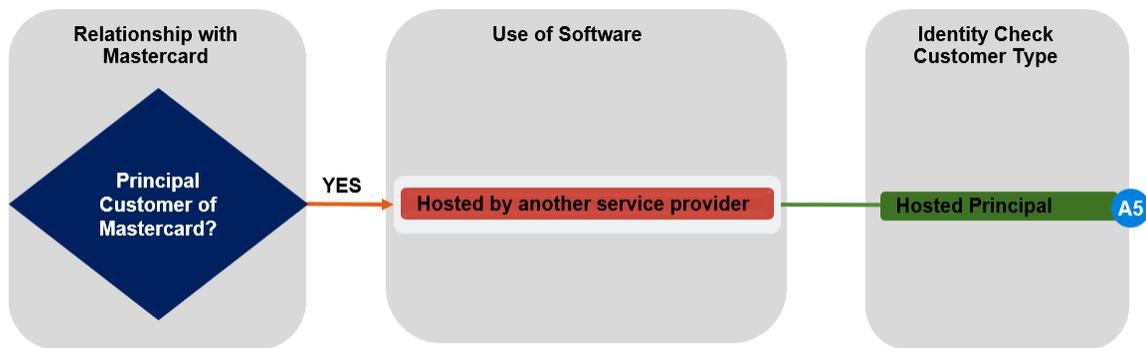 Relationship with
Mastercard
Use of Software
Identity Check
Customer Type
Principal
Customer of
Mastercard?
YES
Hosted by another service provider
Hosted Principal
A5